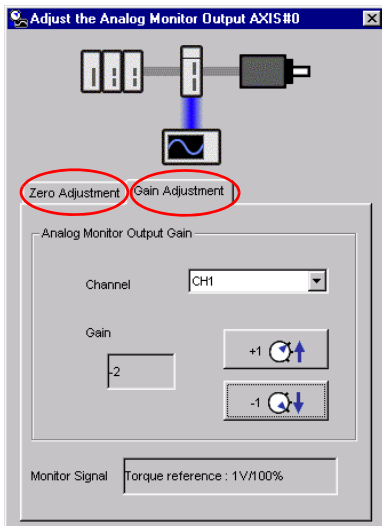 Adjust the Analog Monitor Output AXIS#0
Zero Adjustment
Gain Adjustment
Analog Monitor Output Gain
Channel
CH1
Gain
-2
+1
-1
Monitor Signal
Torque reference : 1V/100%